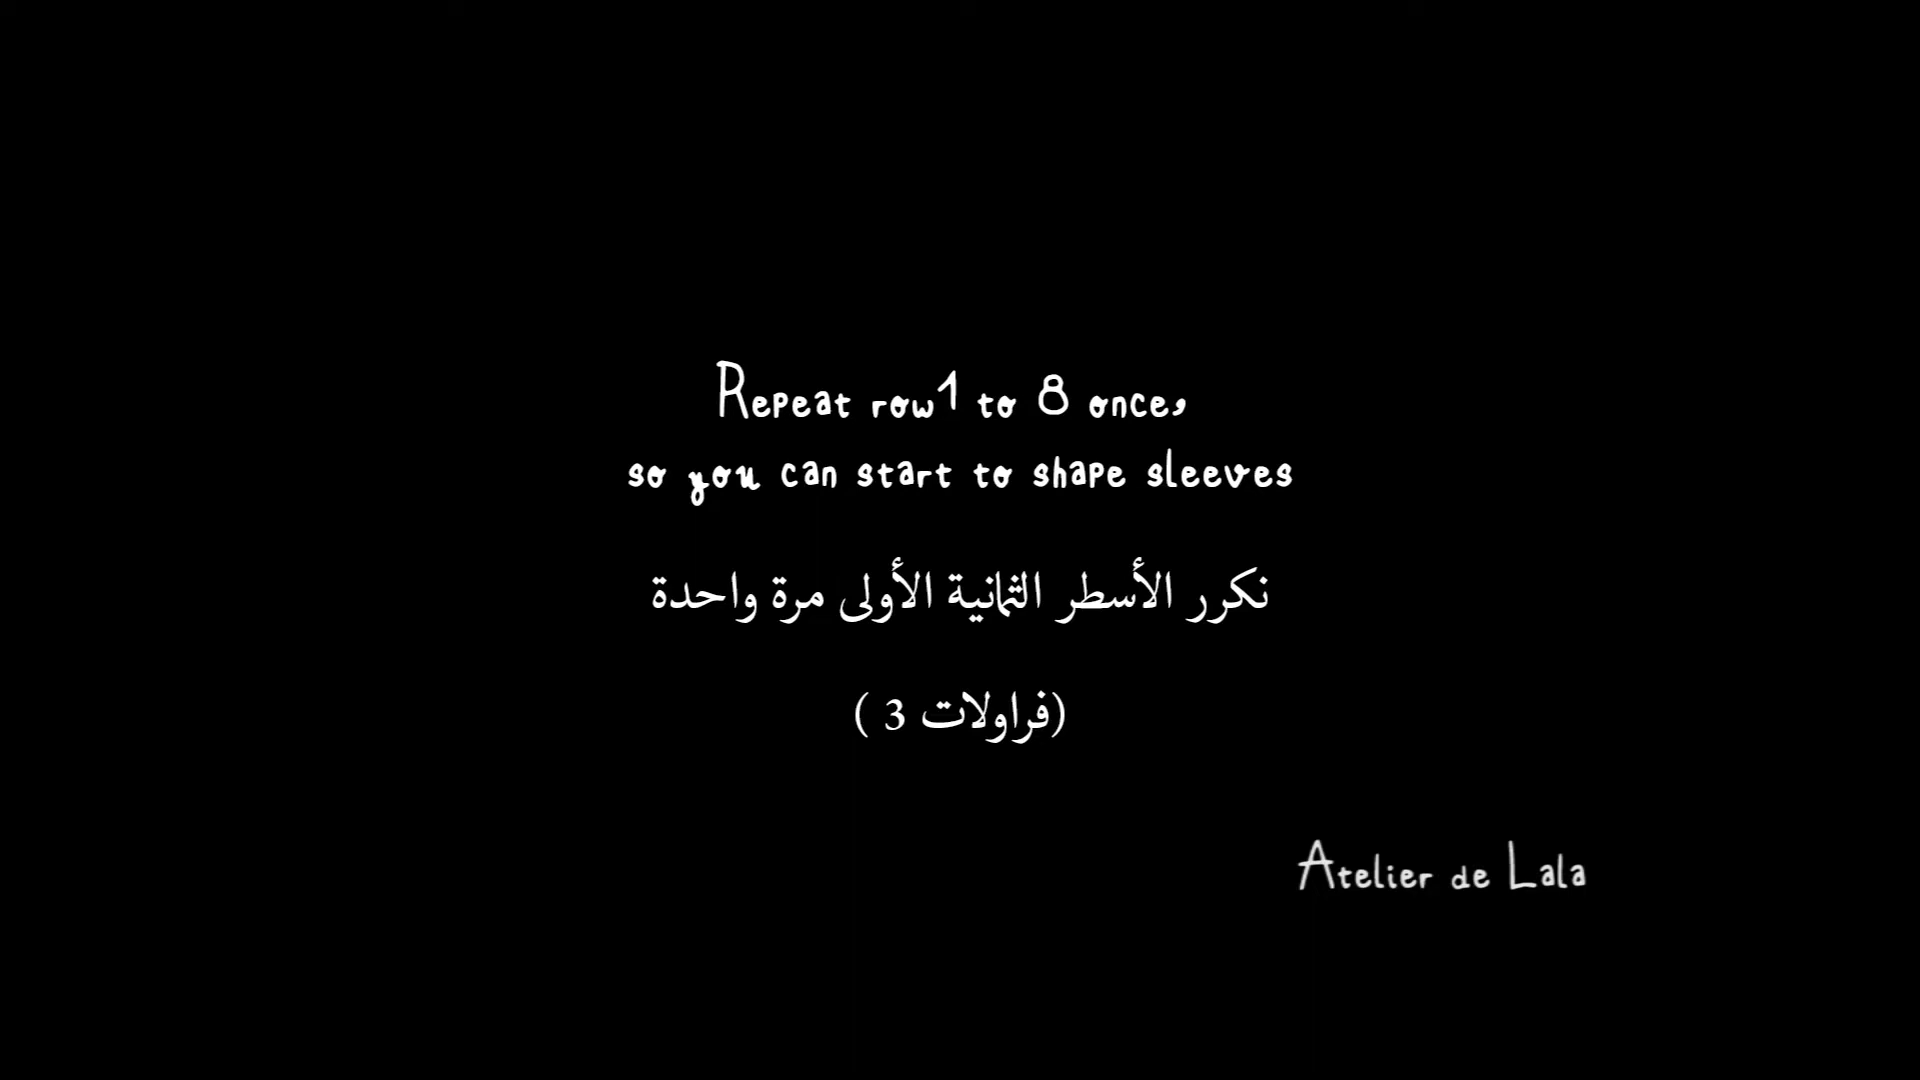 Repeat row1 to 8 once,
so you can start to shape sleeves
نكرر الأسطر الثمانية الأولى مرة واحدة
(فراولات 3 )
Atelier de Lala